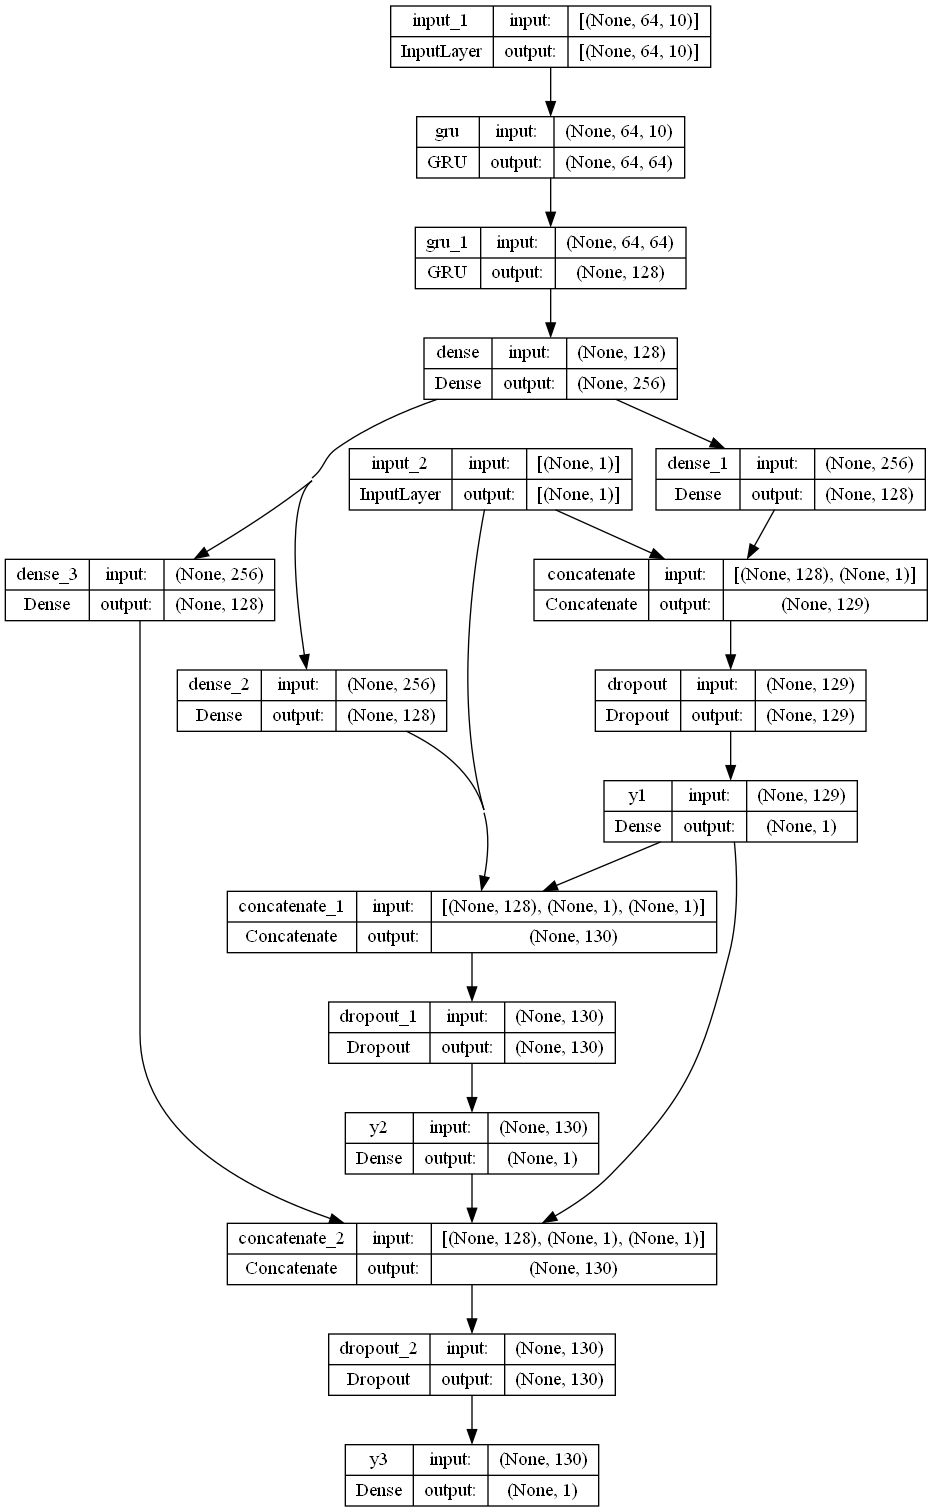 input_1 input: [(None, 64, 10)]
InputLayer output: [(None, 64, 10)]
gru input: (None, 64, 10)
GRU output: (None, 64, 64)
gru_1 input: (None, 64, 64)
GRU output: (None, 128)
dense input: (None, 128)
Dense output: (None, 256)
input_2 input: [(None, 1)]
InputLayer output: [(None, 1)]
dense_1 input: (None, 256)
Dense output: (None, 128)
dense_3 input: (None, 256)
Dense output: (None, 128)
concatenate input: [(None, 128), (None, 1)]
Concatenate output: (None, 129)
dense_2 input: (None, 256)
Dense output: (None, 128)
dropout input: (None, 129)
Dropout output: (None, 129)
y1 input: (None, 129)
Dense output: (None, 1)
concatenate_1 input: [(None, 128), (None, 1), (None, 1)]
Concatenate output: (None, 130)
dropout_1 input: (None, 130)
Dropout output: (None, 130)
y2 input: (None, 130)
Dense output: (None, 1)
concatenate_2 input: [(None, 128), (None, 1), (None, 1)]
Concatenate output: (None, 130)
dropout_2 input: (None, 130)
Dropout output: (None, 130)
y3 input: (None, 130)
Dense output: (None, 1)